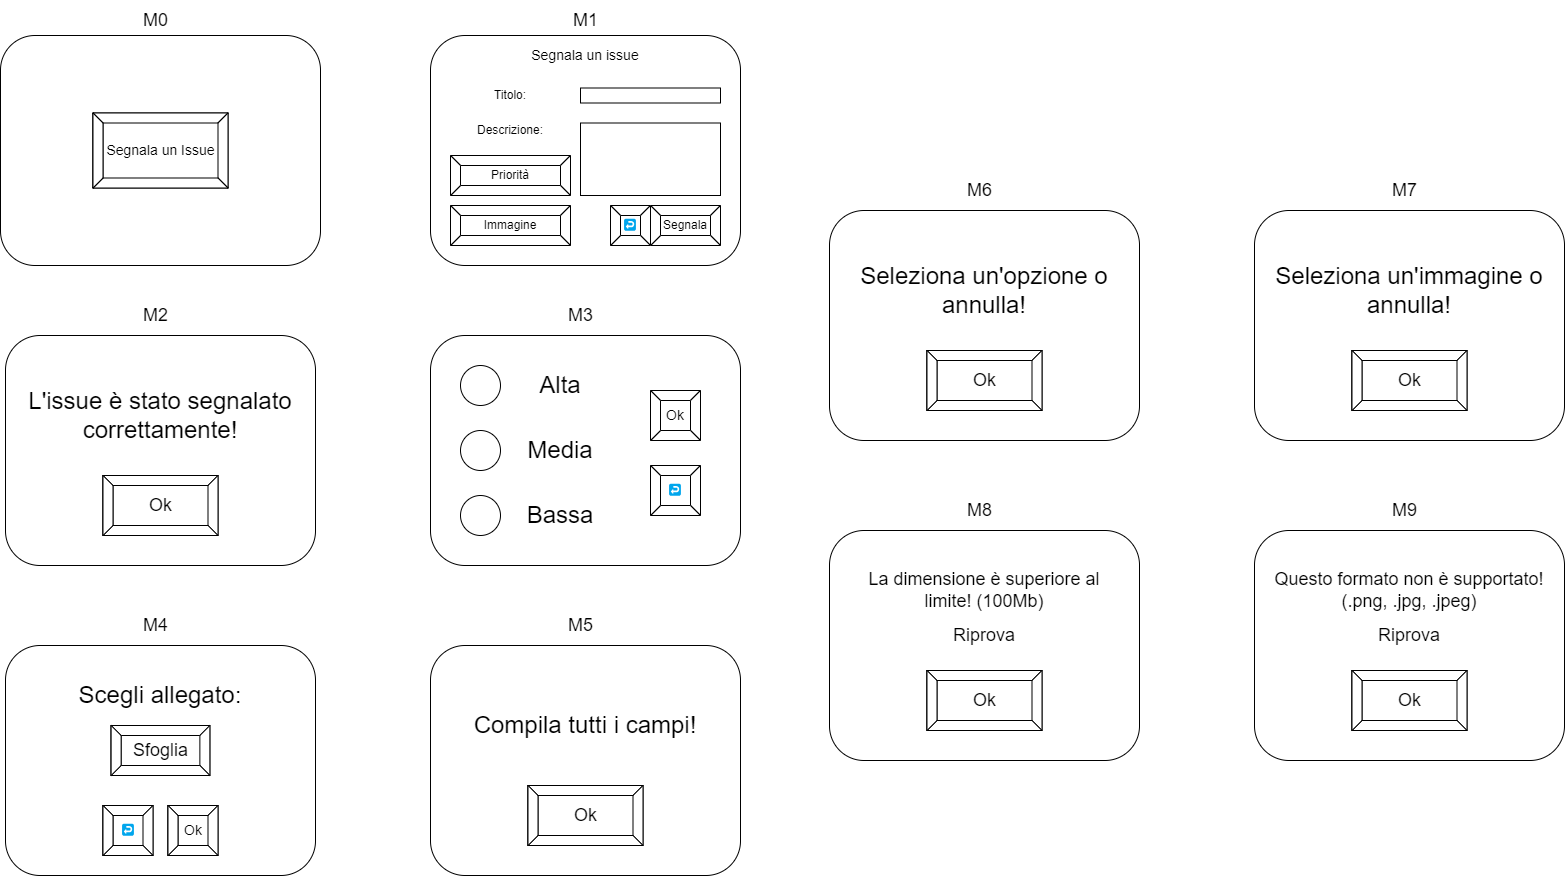 M0
Segnala un Issue
M1
Segnala un issue
Titolo:
Descrizione:
Priorità
Immagine
Segnala
M2
L'issue è stato segnalato
correttamente!
Ok
M3
Alta
Media
Bassa
Ok
M4
Scegli allegato:
Sfoglia
Ok
M5
Compila tutti i campi!
Ok
M6
Seleziona un'opzione o
annulla!
Ok
M7
Seleziona un'immagine o
annulla!
Ok
M8
La dimensione è superiore al
limite! (100Mb)
Riprova
Ok
M9
Questo formato non è supportato!
(.png, .jpg, .jpeg)
Riprova
Ok